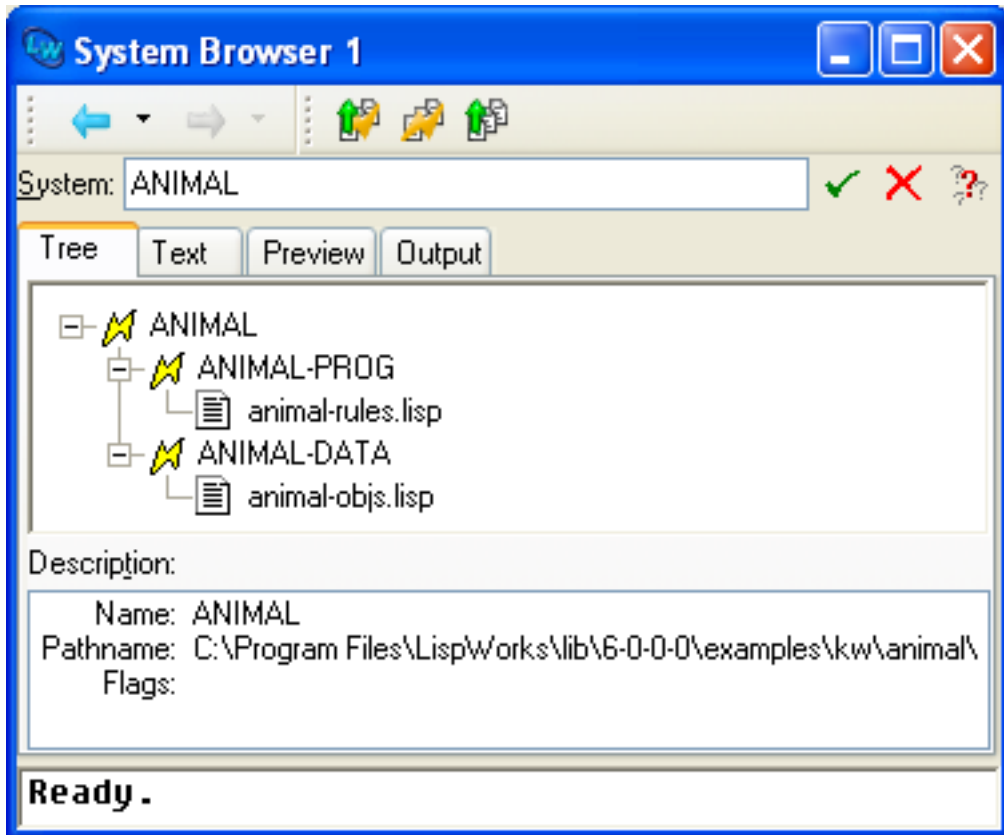 System Browser 1
System: ANIMAL
Tree Text Preview Output
ANIMAL
ANIMAL-PROG
animal-rules.lisp
ANIMAL-DATA
animal-objs.lisp
Description:
Name: ANIMAL
Pathname: C:\Program Files\LispWorks\lib\6-0-0-0\examples\kw\animal\
Flags:
Ready.